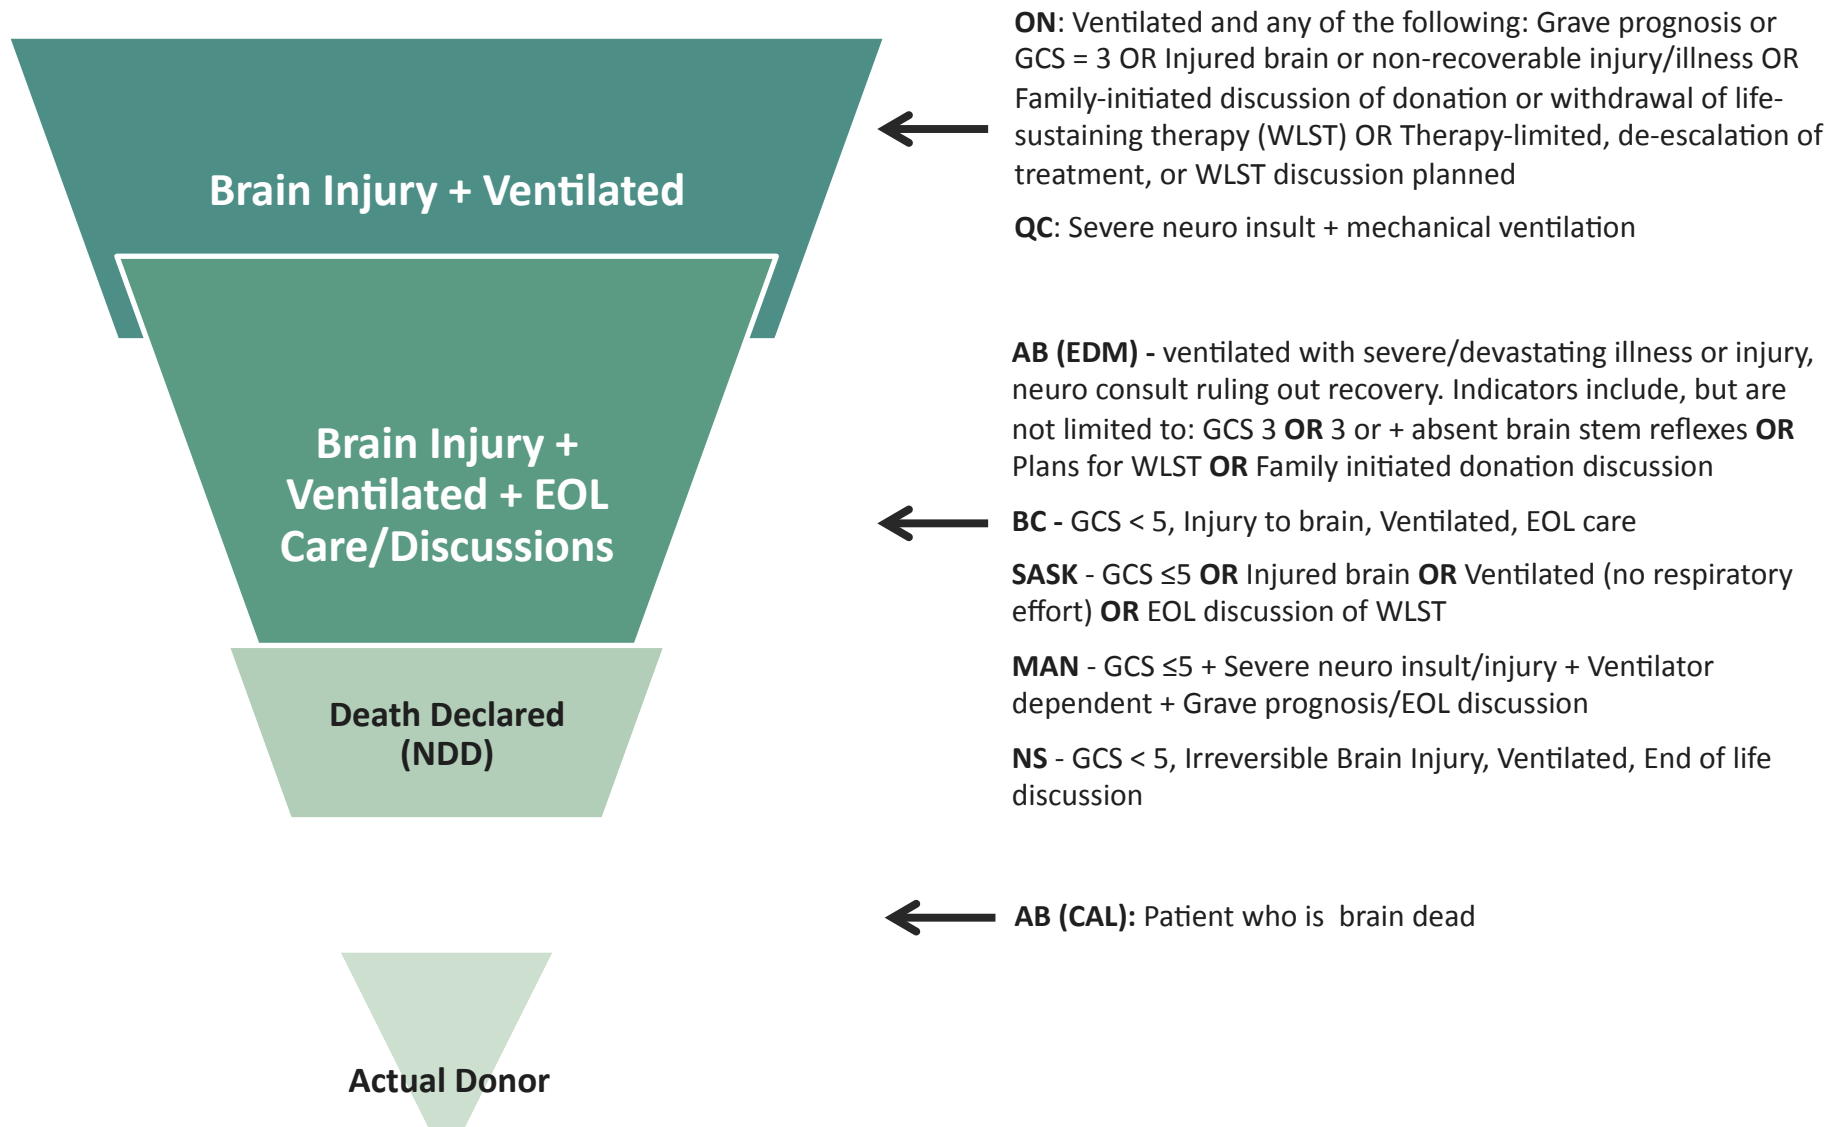 Brain Injury + Ventilated
Brain Injury +
Ventilated + EOL
Care/Discussions
Death Declared
(NDD)
Actual Donor
ON: Ventilated and any of the following: Grave prognosis or
GCS = 3 OR Injured brain or non-recoverable injury/illness OR
Family-initiated discussion of donation or withdrawal of life-
sustaining therapy (WLST) OR Therapy-limited, de-escalation of
treatment, or WLST discussion planned
QC: Severe neuro insult + mechanical ventilation
AB (EDM) - ventilated with severe/devastating illness or injury,
neuro consult ruling out recovery. Indicators include, but are
not limited to: GCS 3 OR 3 or + absent brain stem reflexes OR
Plans for WLST OR Family initiated donation discussion
BC - GCS < 5, Injury to brain, Ventilated, EOL care
SASK - GCS ≤5 OR Injured brain OR Ventilated (no respiratory
effort) OR EOL discussion of WLST
MAN - GCS ≤5 + Severe neuro insult/injury + Ventilator
dependent + Grave prognosis/EOL discussion
NS - GCS < 5, Irreversible Brain Injury, Ventilated, End of life
discussion
AB (CAL): Patient who is  brain dead